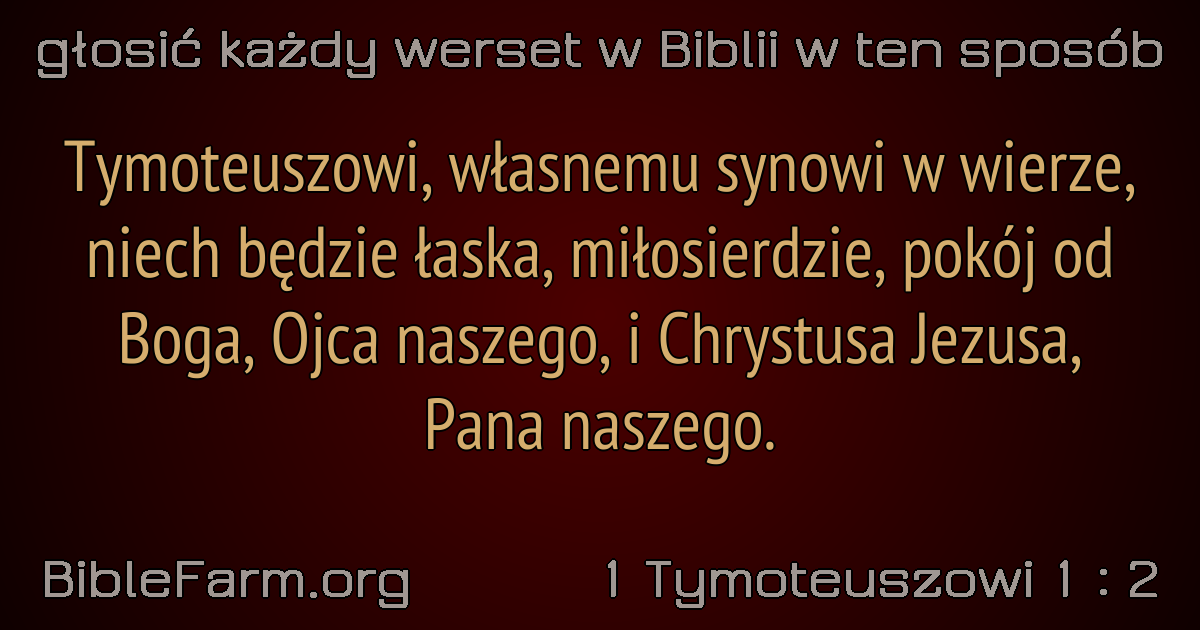 głosić każdy werset w Biblii w ten sposób
Tymoteuszowi, własnemu synowi w wierze,
niech będzie łaska, miłosierdzie, pokój od
Boga, Ojca naszego, i Chrystusa Jezusa,
Pana naszego.
BibleFarm.org
1 Tymoteuszowi 1 : 2